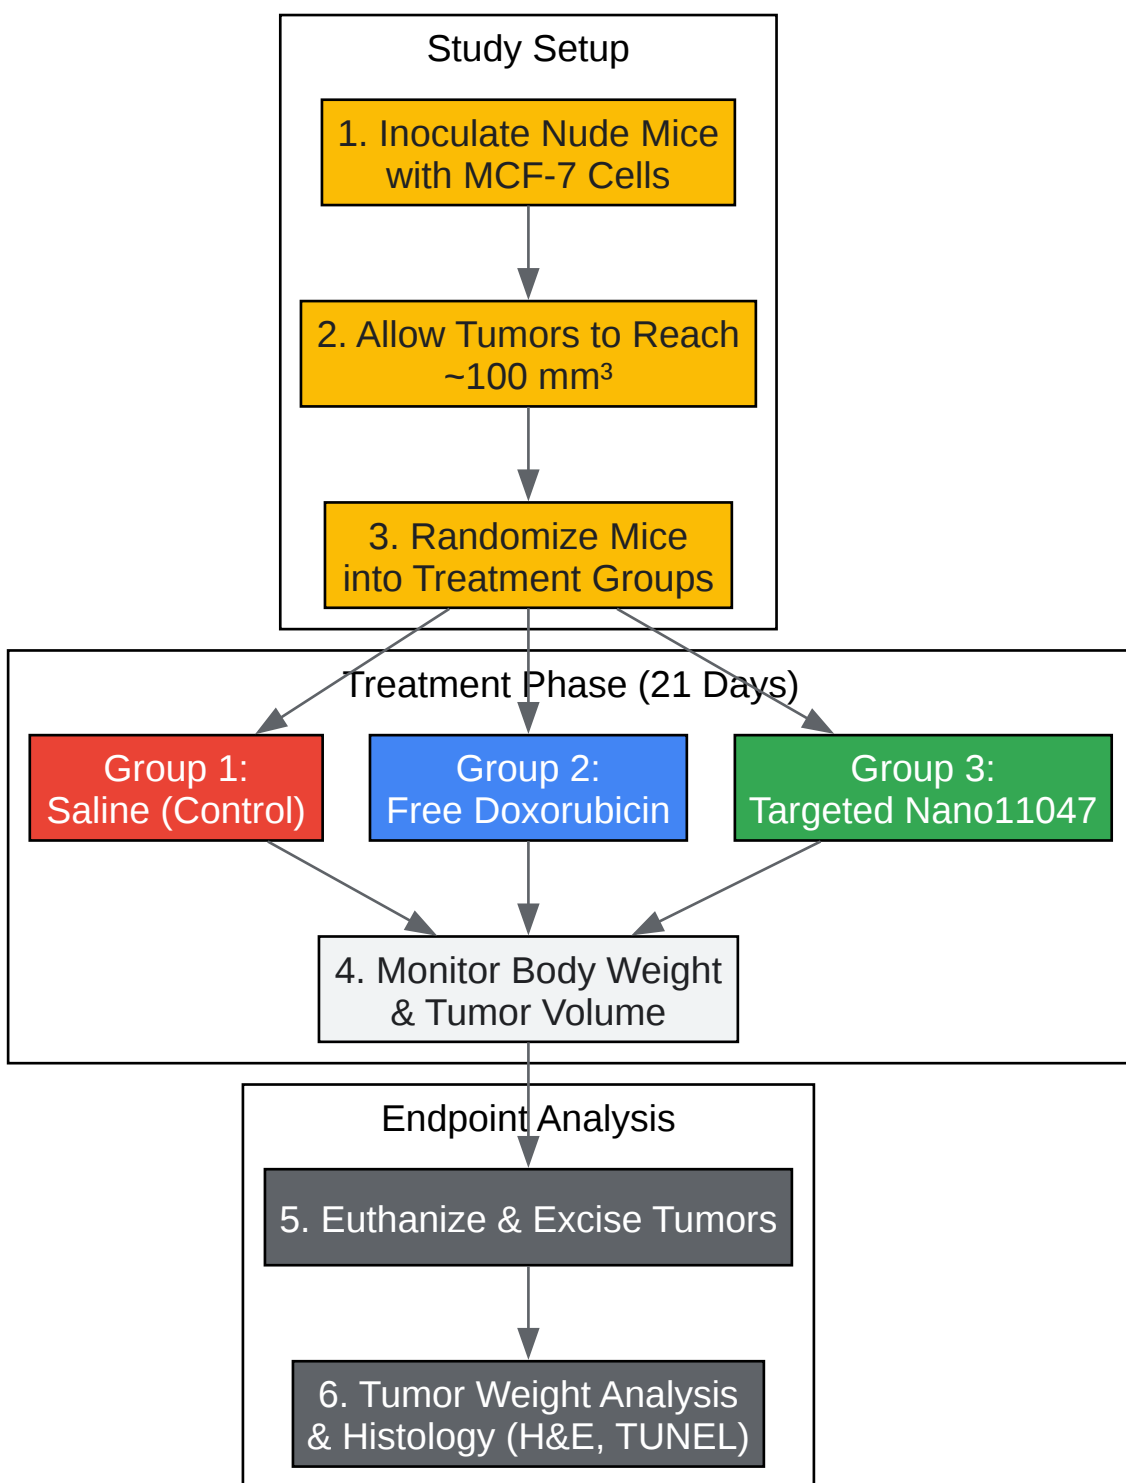 Study Setup
1. Inoculate Nude Mice
with MCF-7 Cells
2. Allow Tumors to Reach
~100 mm³
3. Randomize Mice
into Treatment Groups
Treatment Phase (21 Days)
Group 1:
Saline (Control)
Group 2:
Free Doxorubicin
Group 3:
Targeted Nano11047
4. Monitor Body Weight
& Tumor Volume
Endpoint Analysis
5. Euthanize & Excise Tumors
6. Tumor Weight Analysis
& Histology (H&E, TUNEL)